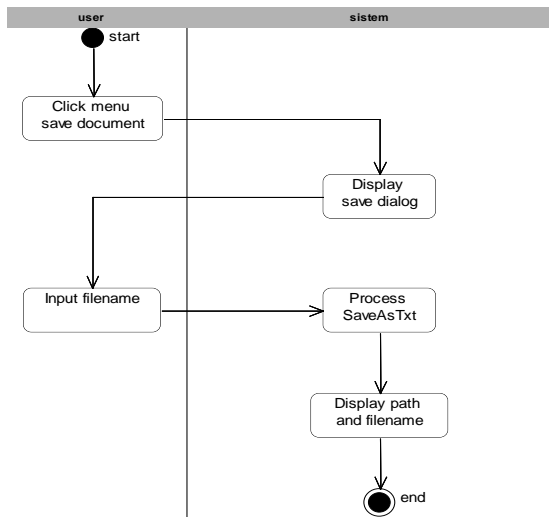 user
sistem
start
Click menu
save document
Display
save dialog
Input filename
Process
SaveAsTxt
Display path
and filename
end